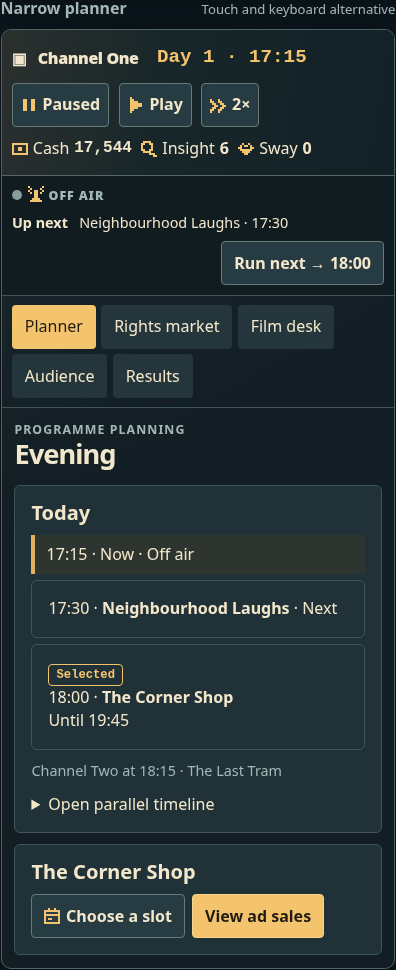 Narrow planner Touch and keyboard alternative
Channel One Day 1 · 17:15
Paused Play 2×
Cash 17,544 Insight 6 Sway 0
OFF AIR
Up next Neighbourhood Laughs · 17:30
Run next → 18:00
Planner Rights market Film desk
Audience Results
PROGRAMME PLANNING
Evening
Today
17:15 · Now · Off air
17:30 · Neighbourhood Laughs · Next
Selected
18:00 · The Corner Shop
Until 19:45
Channel Two at 18:15 · The Last Tram
Open parallel timeline
The Corner Shop
Choose a slot View ad sales